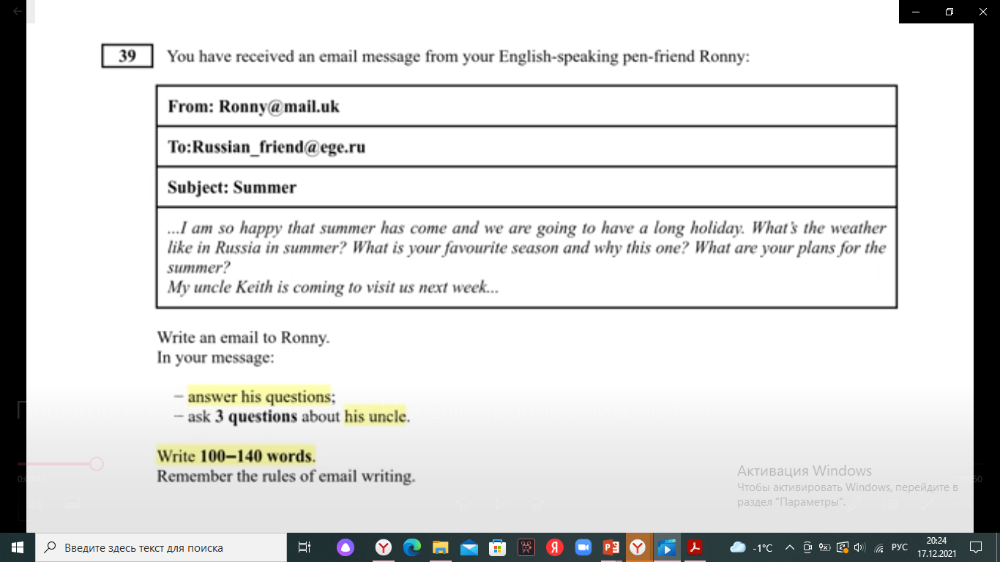 39 You have received an email message from your English-speaking pen-friend Ronny:
From: Ronny@mail.uk
To:Russian_friend@ege.ru
Subject: Summer
...I am so happy that summer has come and we are going to have a long holiday. What's the weather
like in Russia in summer? What is your favourite season and why this one? What are your plans for the
summer?
My uncle Keith is coming to visit us next week...
Write an email to Ronny.
In your message:
– answer his questions;
– ask 3 questions about his uncle.
Write 100–140 words.
Remember the rules of email writing.
Активация Windows
Чтобы активировать Windows, перейдите в
раздел "Параметры".
Введите здесь текст для поиска
-1°C
РУС
20:24
17.12.2021